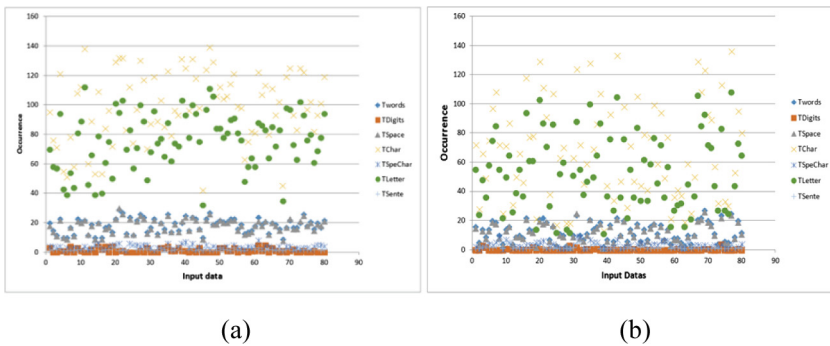 160
140
120
100
80
60
40
20
0
Occurrence
0 10 20 30 40 50 60 70 80 90
Input data
Twords
TDigits
TSpace
TChar
TSpeChar
TLetter
TSente
(a)
160
140
120
100
80
60
40
20
0
Occurrence
0 10 20 30 40 50 60 70 80 90
Input Datas
Twords
TDigits
TSpace
TChar
TSpeChar
TLetter
TSente
(b)